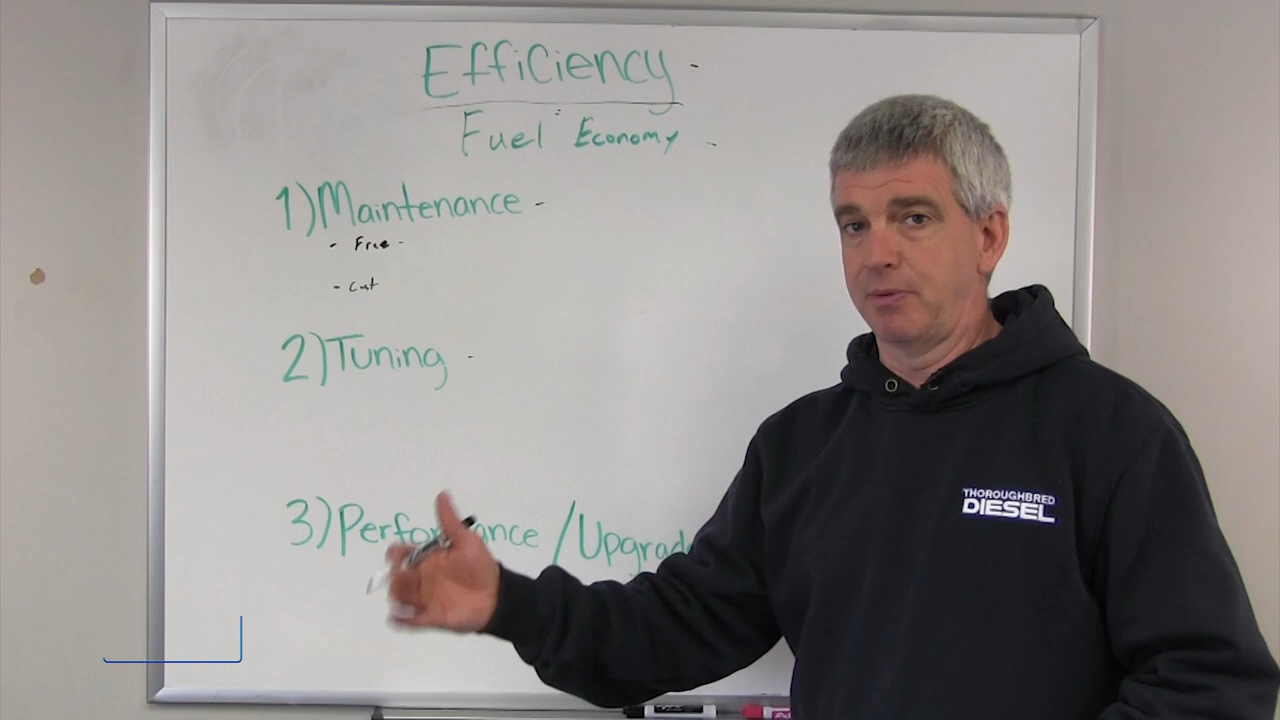 Efficiency -
Fuel Economy -
1) Maintenance -
- Free -
- Cost
2) Tuning -
3) Performance / Upgrade
THOROUGHBRED
DIESEL